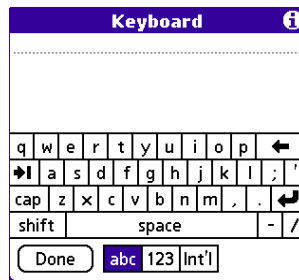 Keyboard i
q w e r t y u i o p
a s d f g h j k l ; '
cap z x c v b n m , .
shift space - /
Done abc 123 Int'l